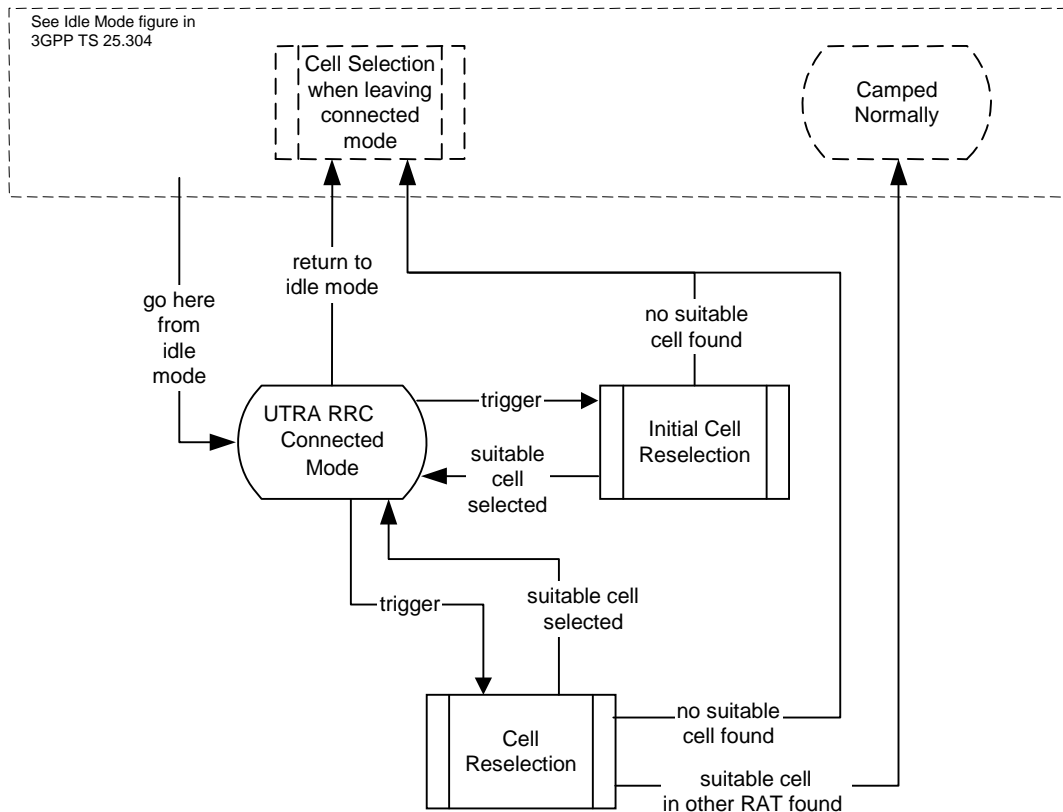 See Idle Mode figure in
3GPP TS 25.304
Cell Selection
when leaving
connected
mode
Camped
Normally
return to
idle mode
go here
from
idle
mode
no suitable
cell found
UTRA RRC
Connected
Mode
trigger
Initial Cell
Reselection
suitable
cell
selected
trigger
suitable cell
selected
Cell
Reselection
no suitable
cell found
suitable cell
in other RAT found